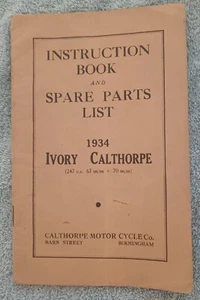 INSTRUCTION
BOOK
AND
SPARE PARTS
LIST
1934
IVORY CALTHORPE
CALTHORPE MOTOR CYCLE Co.
BARN STREET BIRMINGHAM